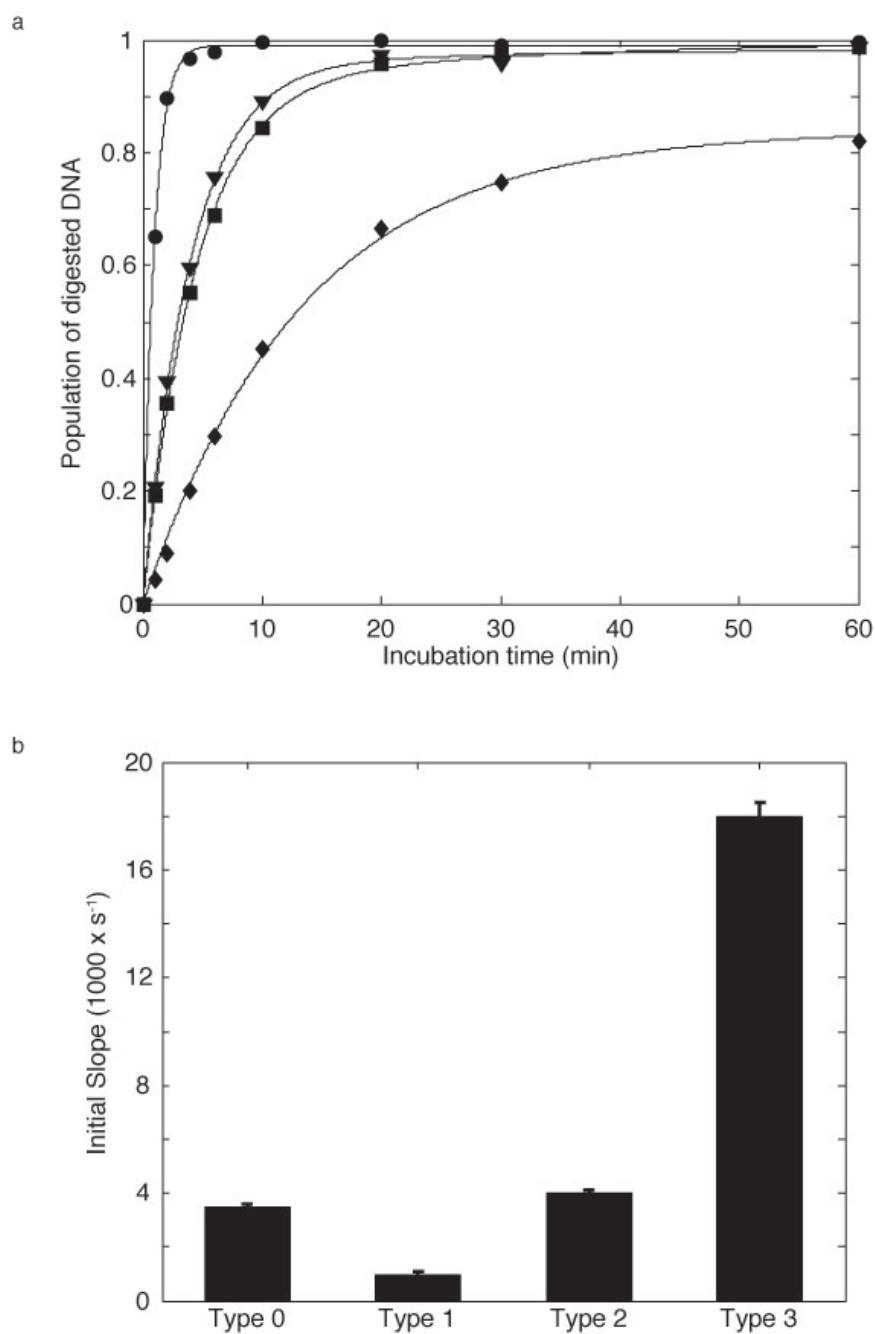 a
1
0.8
0.6
0.4
0.2
0
Population of digested DNA
0 10 20 30 40 50 60
Incubation time (min)
b
20
16
12
8
4
0
Initial Slope (1000 x s⁻¹)
Type 0 Type 1 Type 2 Type 3